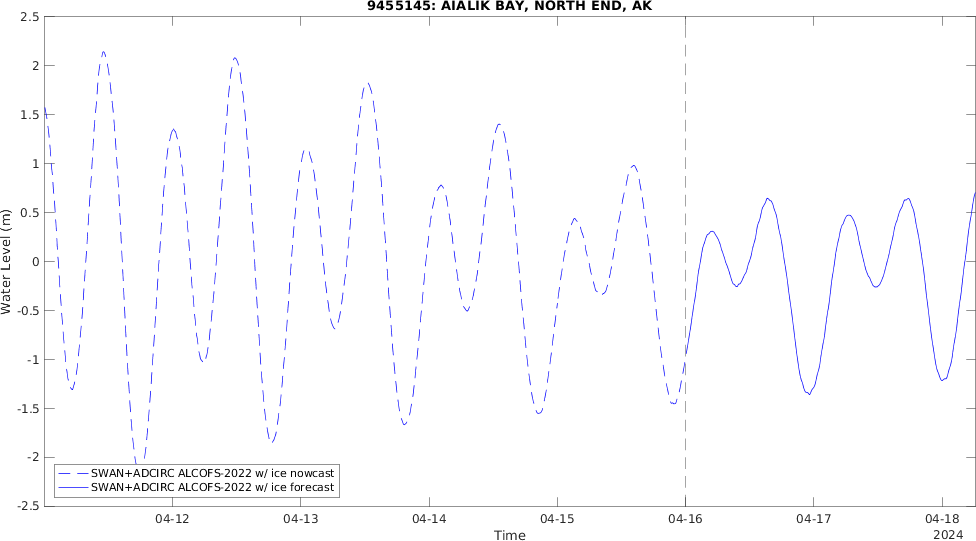 9455145: AIALIK BAY, NORTH END, AK
2.5
2
1.5
1
0.5
0
-0.5
-1
-1.5
-2
-2.5
Water Level (m)
SWAN+ADCIRC ALCOFS-2022 w/ ice nowcast
SWAN+ADCIRC ALCOFS-2022 w/ ice forecast
04-12 04-13 04-14 04-15 04-16 04-17 04-18
Time
2024